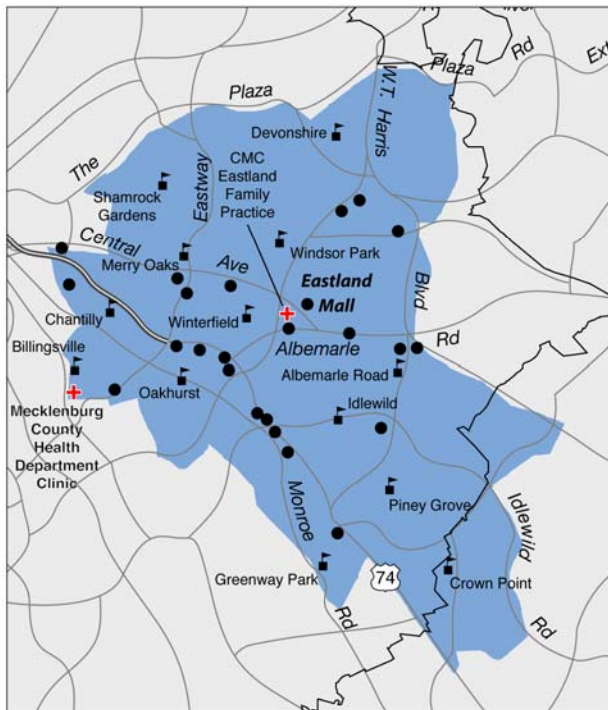 Rd
Plaza
Rd
Ext
Plaza
W.T. Harris
Devonshire
The
CMC
Eastland
Family
Practice
Eastway
Shamrock
Gardens
Central
Ave
Merry Oaks
Windsor Park
Eastland
Mall
Blvd
Chantilly
Winterfield
Albemarle
Rd
Billingsville
Oakhurst
Albemarle Road
Mecklenburg
County
Health
Department
Clinic
Idlewild
Piney Grove
Monroe
Idlewild
Greenway Park
74
Crown Point
Rd
Rd